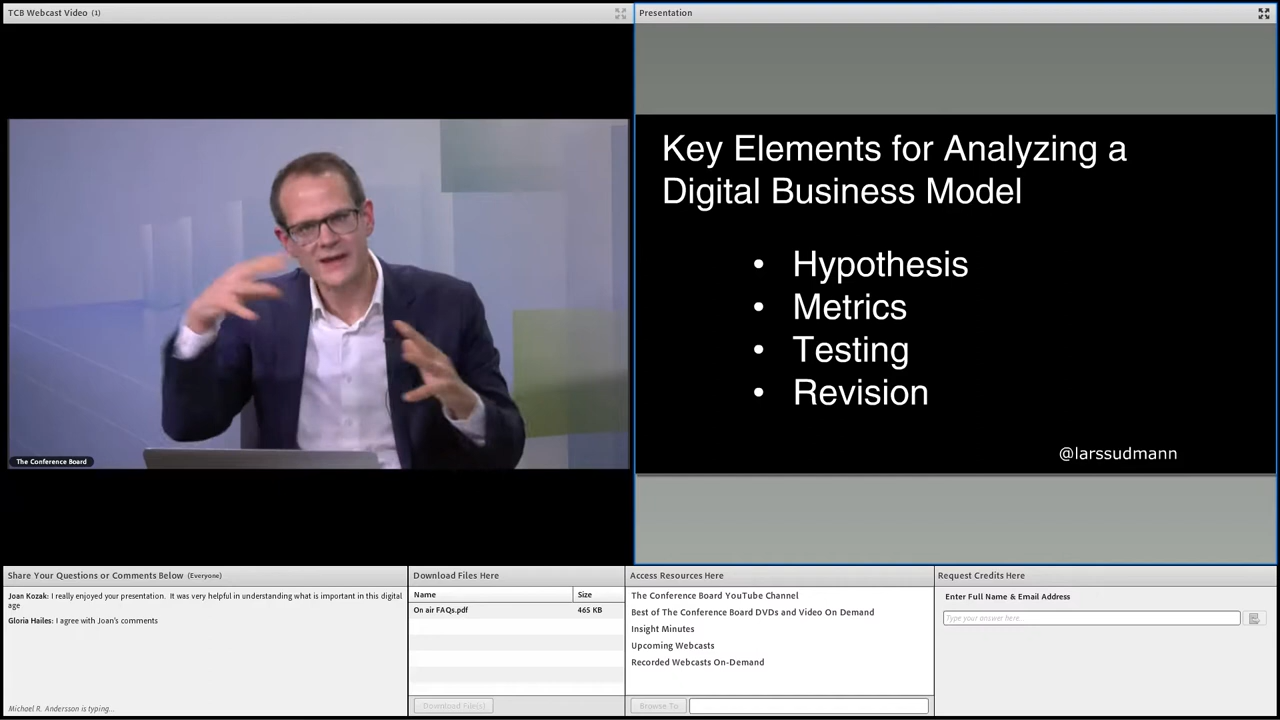 TCB Webcast Video (1)
The Conference Board
Presentation
Key Elements for Analyzing a
Digital Business Model
• Hypothesis
• Metrics
• Testing
• Revision
@larssudmann
Share Your Questions or Comments Below (Everyone)
Joan Kozak: I really enjoyed your presentation. It was very helpful in understanding what is important in this digital
age
Gloria Hailes: I agree with Joan's comments
Michael R. Andersson is typing...
Download Files Here
Name Size
On air FAQs.pdf 465 KB
Download File(s)
Access Resources Here
The Conference Board YouTube Channel
Best of The Conference Board DVDs and Video On Demand
Insight Minutes
Upcoming Webcasts
Recorded Webcasts On-Demand
Browse To
Request Credits Here
Enter Full Name & Email Address
Type your answer here...